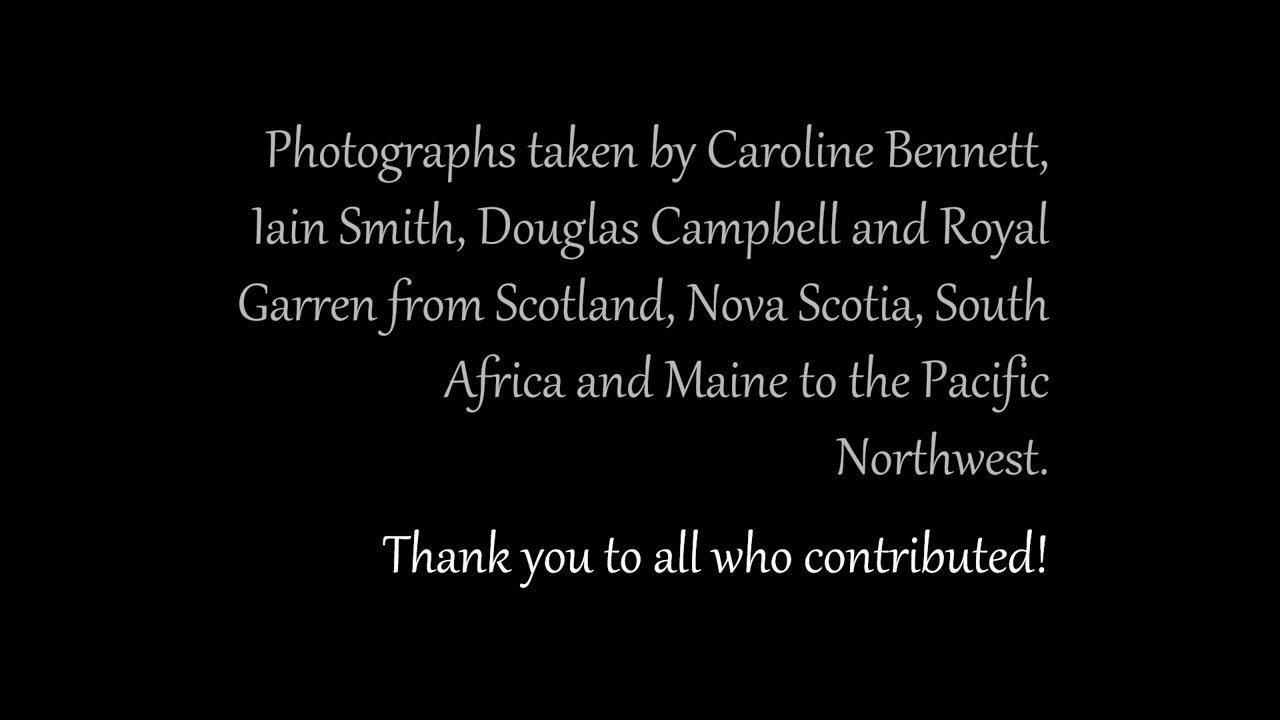 Photographs taken by Caroline Bennett,
Iain Smith, Douglas Campbell and Royal
Garren from Scotland, Nova Scotia, South
Africa and Maine to the Pacific
Northwest.
Thank you to all who contributed!